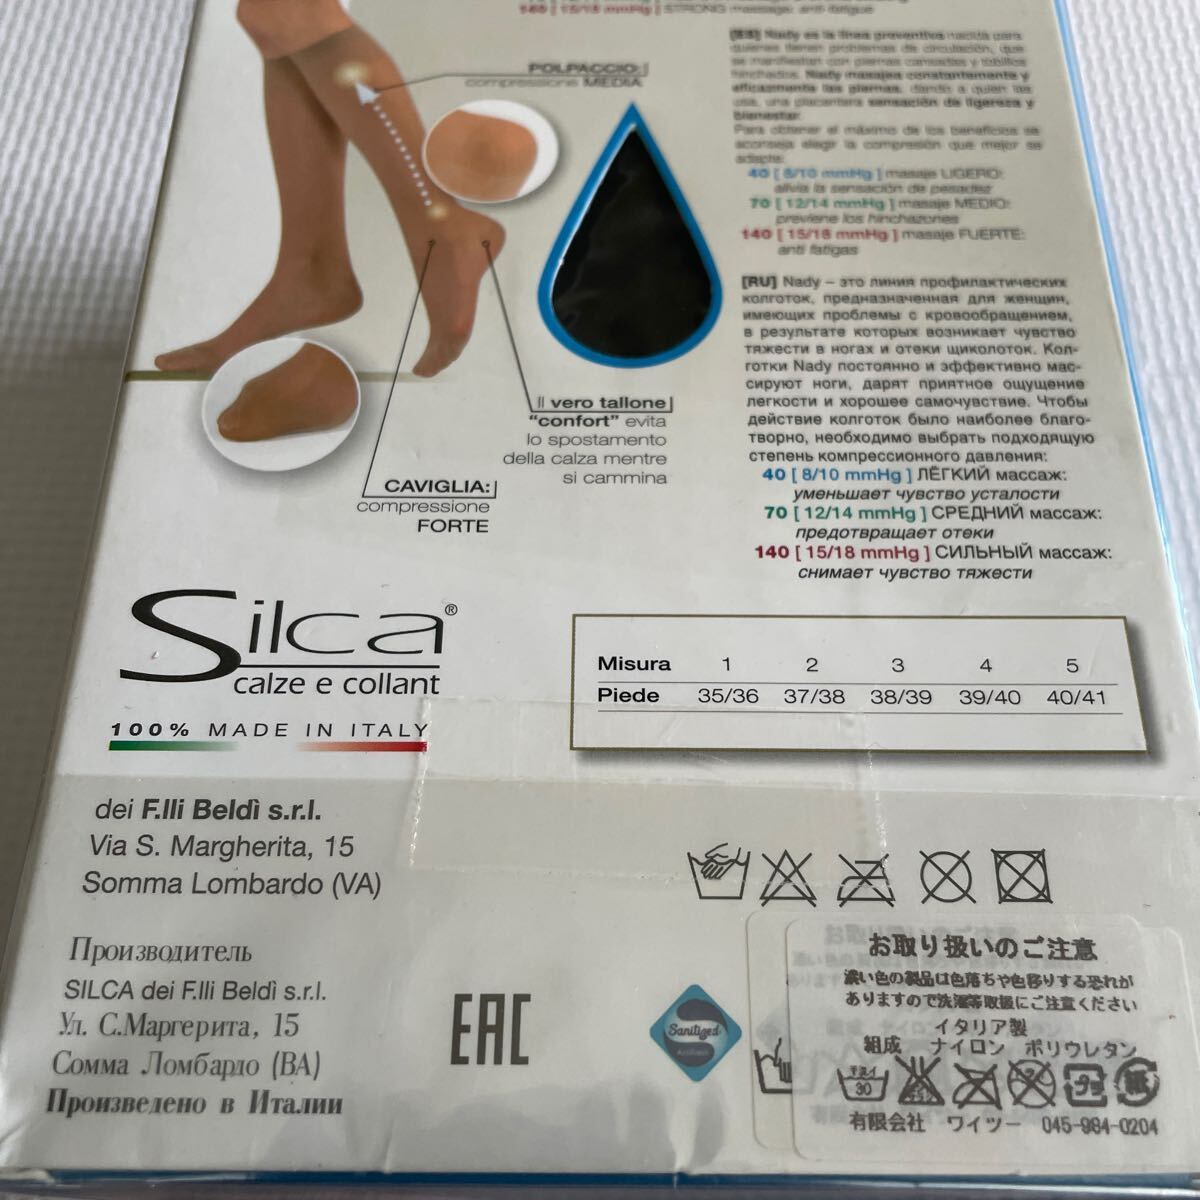 140 [ 15/18 mmHg ] STRONG massage: anti fatigue
POLPACCIO:
compressione MEDIA
[ES] Nady es la línea preventiva nacida para
quienes tienen problemas de circulación, que
se manifiestan con piernas cansadas y tobillos
hinchados. Nady masajea constantemente y
eficazmente las piernas, dando a quien las
usa, una placentera sensación de ligereza y
bienestar.
Para obtener el máximo de los beneficios se
aconseja elegir la compresión que mejor se
adapte:
40 [ 8/10 mmHg ] masaje LIGERO:
alivia la sensación de pesadez
70 [ 12/14 mmHg ] masaje MEDIO:
previene los hinchazones
140 [ 15/18 mmHg ] masaje FUERTE:
anti fatigas
[RU] Nady – это линия профилактических
колготок, предназначенная для женщин,
имеющих проблемы с кровообращением,
в результате которых возникает чувство
тяжести в ногах и отеки щиколоток. Кол-
готки Nady постоянно и эффективно мас-
сируют ноги, дарят приятное ощущение
легкости и хорошее самочувствие. Чтобы
действие колготок было наиболее благо-
творно, необходимо выбрать подходящую
степень компрессионного давления:
40 [ 8/10 mmHg ] ЛЁГКИЙ массаж:
уменьшает чувство усталости
70 [ 12/14 mmHg ] СРЕДНИЙ массаж:
предотвращает отеки
140 [ 15/18 mmHg ] СИЛЬНЫЙ массаж:
снимает чувство тяжести
Il vero tallone
"confort" evita
lo spostamento
della calza mentre
si cammina
CAVIGLIA:
compressione
FORTE
Silca®
calze e collant
100% MADE IN ITALY
Misura 1 2 3 4 5
Piede 35/36 37/38 38/39 39/40 40/41
dei F.lli Beldì s.r.l.
Via S. Margherita, 15
Somma Lombardo (VA)
Производитель
SILCA dei F.lli Beldì s.r.l.
Ул. С.Маргерита, 15
Сомма Ломбардо (ВА)
Произведено в Италии
EAC
Sanitized
お取り扱いのご注意
濃い色の製品は色落ちや色移りする恐れが
ありますので洗濯等取扱にご注意ください
イタリア製
組成 ナイロン ポリウレタン
手洗イ
30
有限会社 ワイツー 045-984-0204